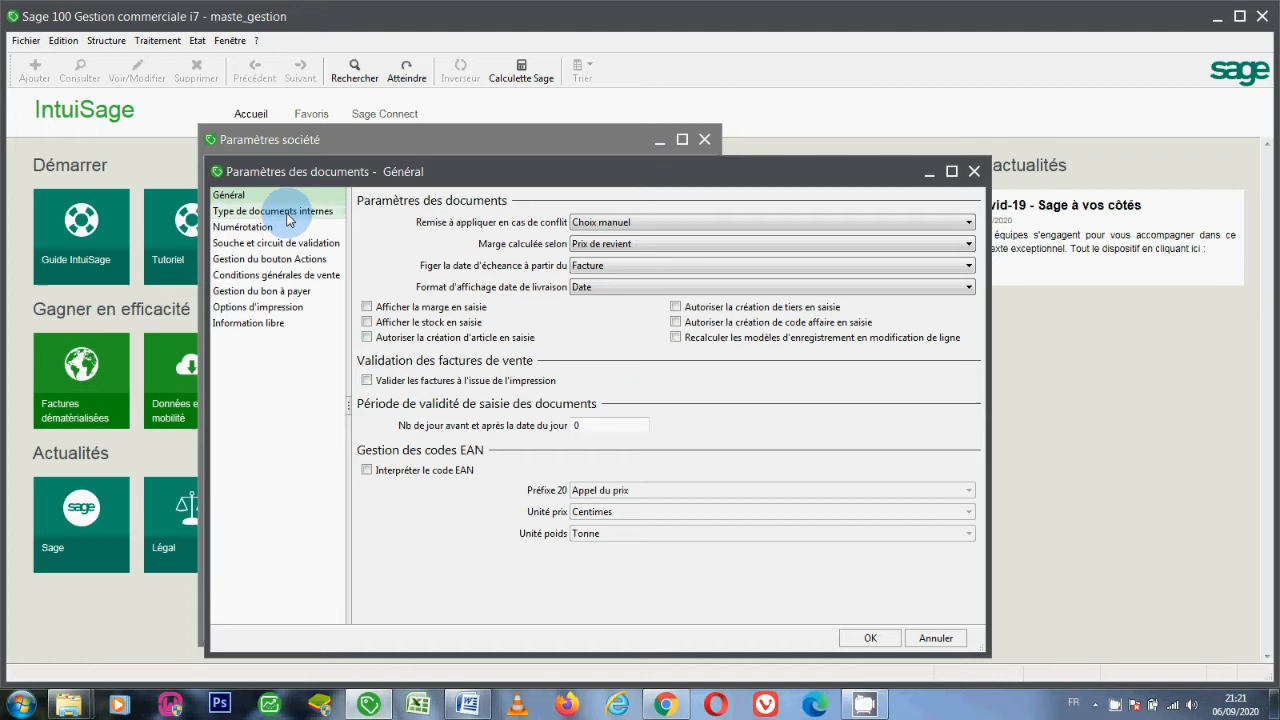 Sage 100 Gestion commerciale i7 - maste_gestion
Fichier Edition Structure Traitement Etat Fenêtre ?
Ajouter Consulter Voir/Modifier Supprimer Précédent Suivant Rechercher Atteindre Inverseur Calculette Sage Trier
sage
IntuiSage
Accueil Favoris Sage Connect
Paramètres société
Démarrer
actualités
Paramètres des documents - Général
Guide IntuiSage
Tutoriel
Gagner en efficacité
Factures
dématérialisées
Données e
mobilité
Actualités
sage
Sage
Légal
Général
Type de documents internes
Numérotation
Souche et circuit de validation
Gestion du bouton Actions
Conditions générales de vente
Gestion du bon à payer
Options d'impression
Information libre
Paramètres des documents
Remise à appliquer en cas de conflit Choix manuel
Marge calculée selon Prix de revient
Figer la date d'écheance à partir du Facture
Format d'affichage date de livraison Date
Afficher la marge en saisie Autoriser la création de tiers en saisie
Afficher le stock en saisie Autoriser la création de code affaire en saisie
Autoriser la création d'article en saisie Recalculer les modèles d'enregistrement en modification de ligne
Validation des factures de vente
Valider les factures à l'issue de l'impression
Période de validité de saisie des documents
Nb de jour avant et après la date du jour 0
Gestion des codes EAN
Interpréter le code EAN
Préfixe 20 Appel du prix
Unité prix Centimes
Unité poids Tonne
OK Annuler
vid-19 - Sage à vos côtés
/2020
équipes s'engagent pour vous accompagner dans ce
texte exceptionnel. Tout le dispositif en cliquant ici :
Ps
FR
21:21
06/09/2020